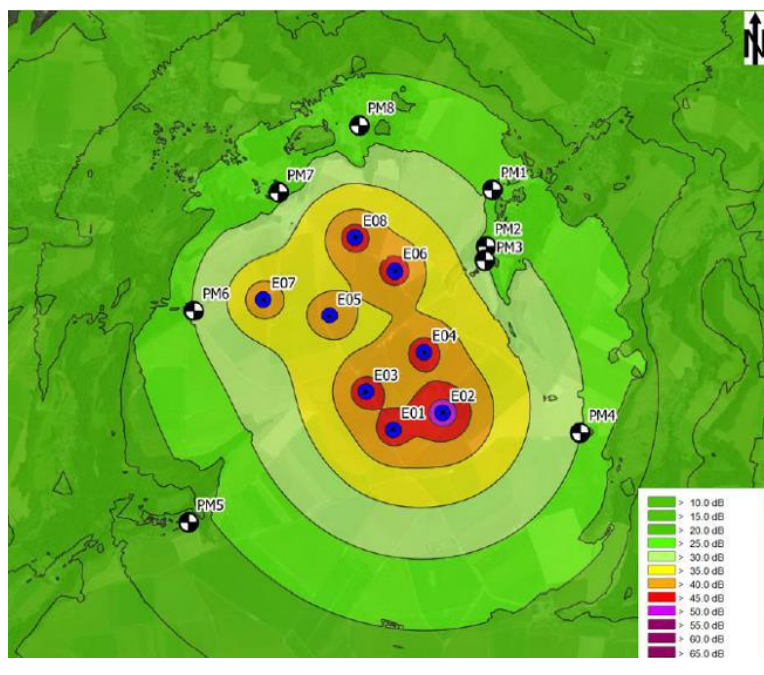 N
PM8
PM1
PM7
E08
PM2
PM3
E06
E07
E05
PM6
E04
E03
E02
E01
PM4
PM5
> 10.0 dB
> 15.0 dB
> 20.0 dB
> 25.0 dB
> 30.0 dB
> 35.0 dB
> 40.0 dB
> 45.0 dB
> 50.0 dB
> 55.0 dB
> 60.0 dB
> 65.0 dB